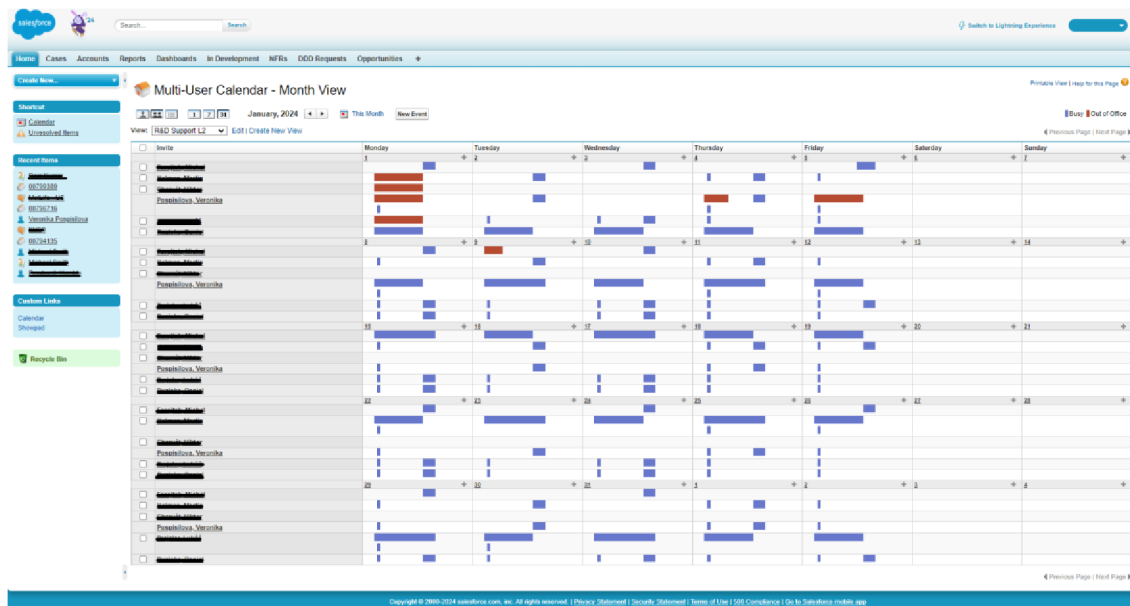 salesforce
'24
Search...
Search
Switch to Lightning Experience
Home Cases Accounts Reports Dashboards In Development NFRs DDD Requests Opportunities +
Create New...
Shortcut
Calendar
Unresolved Items
Recent Items
00799380
00796716
Veronika Pospisilova
00794135
Custom Links
Calendar
Showpad
Recycle Bin
Multi-User Calendar - Month View
Printable View | Help for this Page
1 7 31 January, 2024 This Month New Event
Busy Out of Office
View: R&D Support L2 Edit | Create New View
Previous Page | Next Page
Invite Monday Tuesday Wednesday Thursday Friday Saturday Sunday
1 + 2 + 3 + 4 + 5 + 6 + 7 +
Pospisilova, Veronika
8 + 9 + 10 + 11 + 12 + 13 + 14 +
Pospisilova, Veronika
15 + 16 + 17 + 18 + 19 + 20 + 21 +
Pospisilova, Veronika
22 + 23 + 24 + 25 + 26 + 27 + 28 +
Pospisilova, Veronika
29 + 30 + 31 + 1 + 2 + 3 + 4 +
Pospisilova, Veronika
Previous Page | Next Page
Copyright © 2000-2024 salesforce.com, inc. All rights reserved. | Privacy Statement | Security Statement | Terms of Use | 508 Compliance | Go to Salesforce mobile app